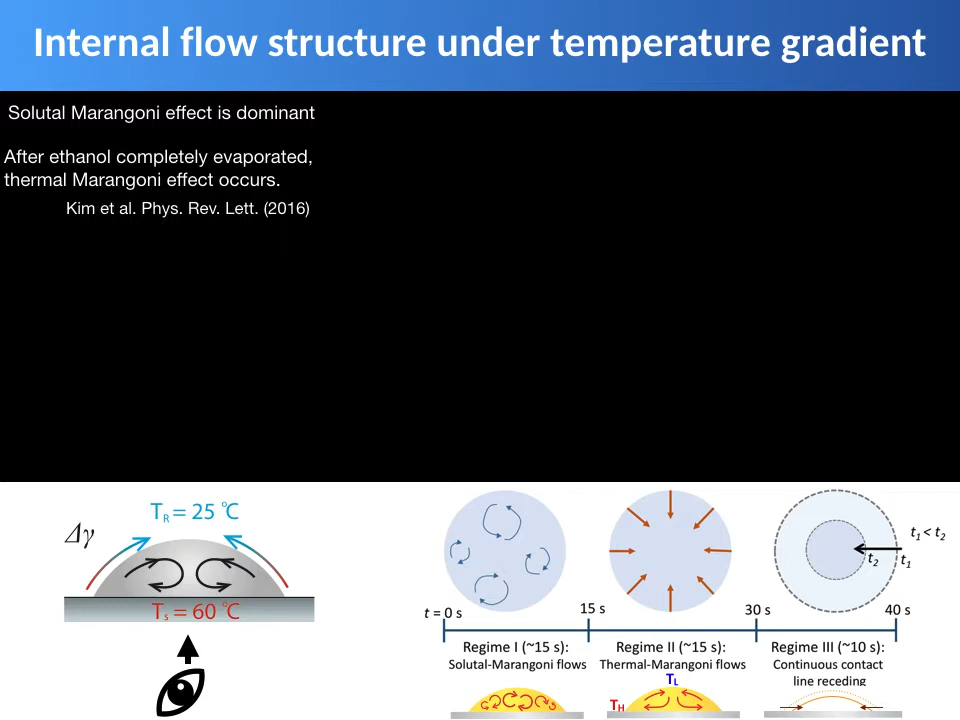 Internal flow structure under temperature gradient
Solutal Marangoni effect is dominant
After ethanol completely evaporated,
thermal Marangoni effect occurs.
Kim et al. Phys. Rev. Lett. (2016)
T_R = 25 ℃
Δγ
T_s = 60 ℃
t_1 < t_2
t_2
t_1
t = 0 s
15 s
30 s
40 s
Regime I (~15 s):
Solutal-Marangoni flows
Regime II (~15 s):
Thermal-Marangoni flows
Regime III (~10 s):
Continuous contact
line receding
T_L
T_H